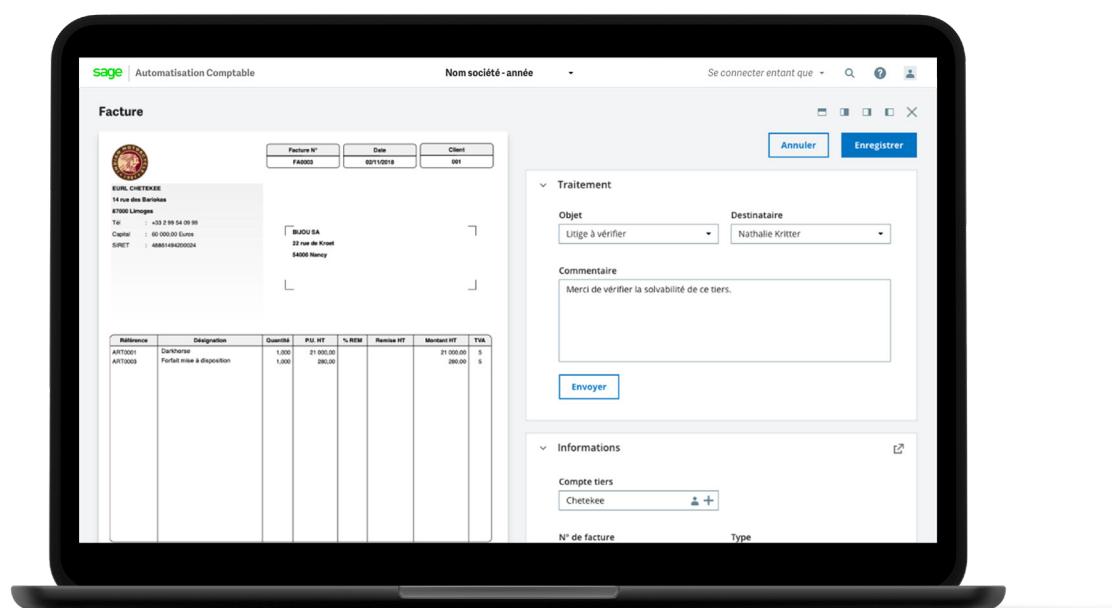 sage Automatisation Comptable Nom société - année Se connecter entant que
Facture
Annuler Enregistrer
Facture N° Date Client
FA0003 02/11/2018 001
EURL CHETEKEE
14 rue des Bariokas
87000 Limoges
Tél : +33 2 99 54 09 99
Capital : 60 000,00 Euros
SIRET : 48861494200024
BIJOU SA
22 rue de Kroet
54000 Nancy
Référence Désignation Quantité P.U. HT % REM Remise HT Montant HT TVA
ART0001 Darkhorse 1,000 21 000,00 21 000,00 5
ART0003 Forfait mise à disposition 1,000 280,00 280,00 5
Traitement
Objet Destinataire
Litige à vérifier Nathalie Kritter
Commentaire
Merci de vérifier la solvabilité de ce tiers.
Envoyer
Informations
Compte tiers
Chetekee
N° de facture Type